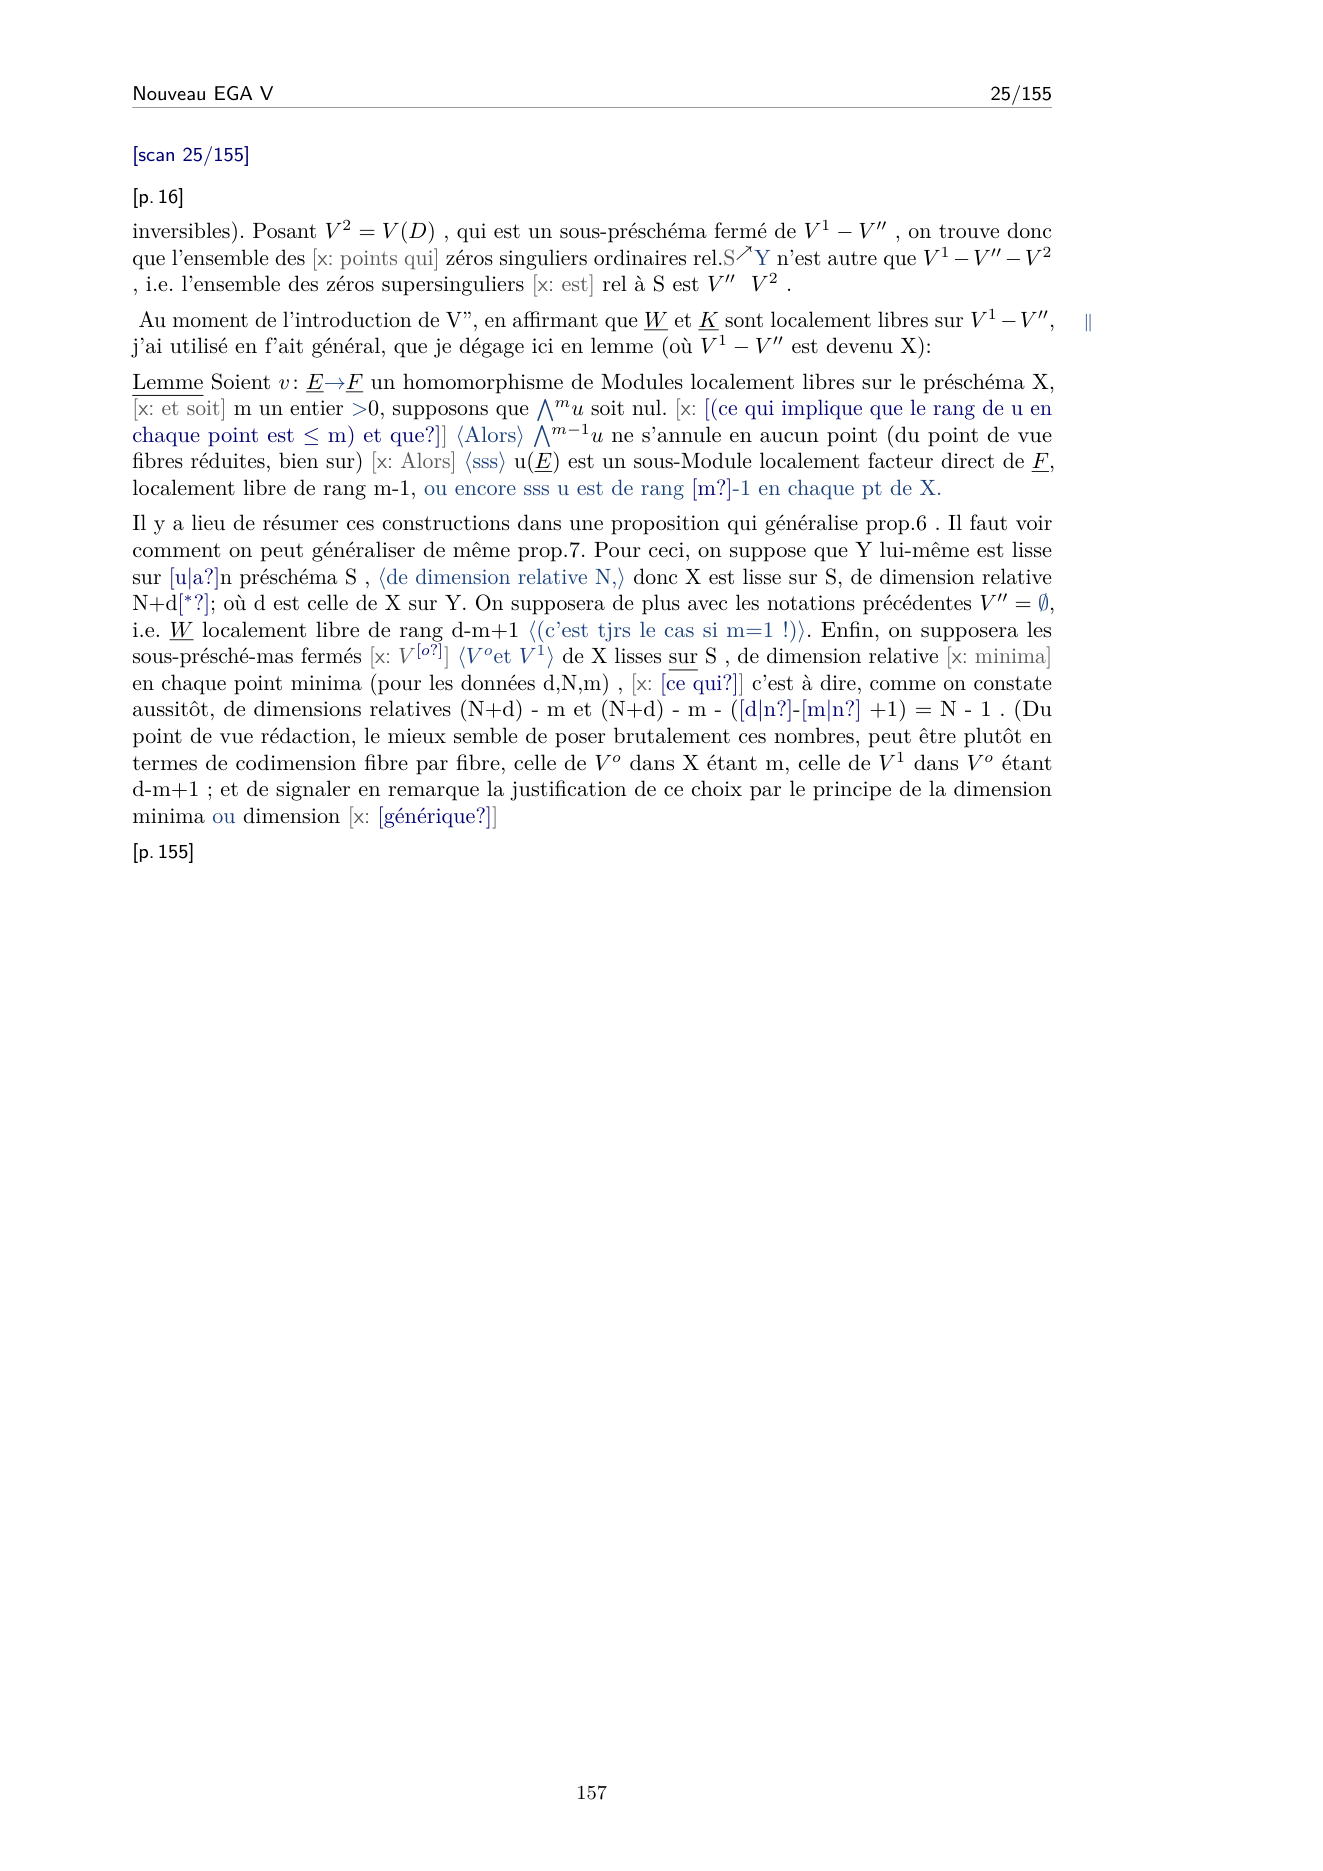 Nouveau EGA V 25/155
[scan 25/155]
[p. 16]
inversibles). Posant V² = V(D) , qui est un sous-préschéma fermé de V¹ − V″ , on trouve donc
que l'ensemble des [x: points qui] zéros singuliers ordinaires rel.S↗Y n'est autre que V¹ − V″ − V²
, i.e. l'ensemble des zéros supersinguliers [x: est] rel à S est V″ V² .
Au moment de l'introduction de V”, en affirmant que W et K sont localement libres sur V¹ − V″, ∥
j'ai utilisé en f'ait général, que je dégage ici en lemme (où V¹ − V″ est devenu X):
Lemme Soient v : E→F un homomorphisme de Modules localement libres sur le préschéma X,
[x: et soit] m un entier >0, supposons que ⋀ᵐu soit nul. [x: [(ce qui implique que le rang de u en
chaque point est ≤ m) et que?]] ⟨Alors⟩ ⋀ᵐ⁻¹u ne s'annule en aucun point (du point de vue
fibres réduites, bien sur) [x: Alors] ⟨sss⟩ u(E) est un sous-Module localement facteur direct de F,
localement libre de rang m-1, ou encore sss u est de rang [m?]-1 en chaque pt de X.
Il y a lieu de résumer ces constructions dans une proposition qui généralise prop.6 . Il faut voir
comment on peut généraliser de même prop.7. Pour ceci, on suppose que Y lui-même est lisse
sur [u|a?]n préschéma S , ⟨de dimension relative N,⟩ donc X est lisse sur S, de dimension relative
N+d[*?]; où d est celle de X sur Y. On supposera de plus avec les notations précédentes V″ = ∅,
i.e. W localement libre de rang d-m+1 ⟨(c'est tjrs le cas si m=1 !)⟩. Enfin, on supposera les
sous-présché-mas fermés [x: V^[o?]] ⟨V^o et V¹⟩ de X lisses sur S , de dimension relative [x: minima]
en chaque point minima (pour les données d,N,m) , [x: [ce qui?]] c'est à dire, comme on constate
aussitôt, de dimensions relatives (N+d) - m et (N+d) - m - ([d|n?]-[m|n?] +1) = N - 1 . (Du
point de vue rédaction, le mieux semble de poser brutalement ces nombres, peut être plutôt en
termes de codimension fibre par fibre, celle de V^o dans X étant m, celle de V¹ dans V^o étant
d-m+1 ; et de signaler en remarque la justification de ce choix par le principe de la dimension
minima ou dimension [x: [générique?]]
[p. 155]
157